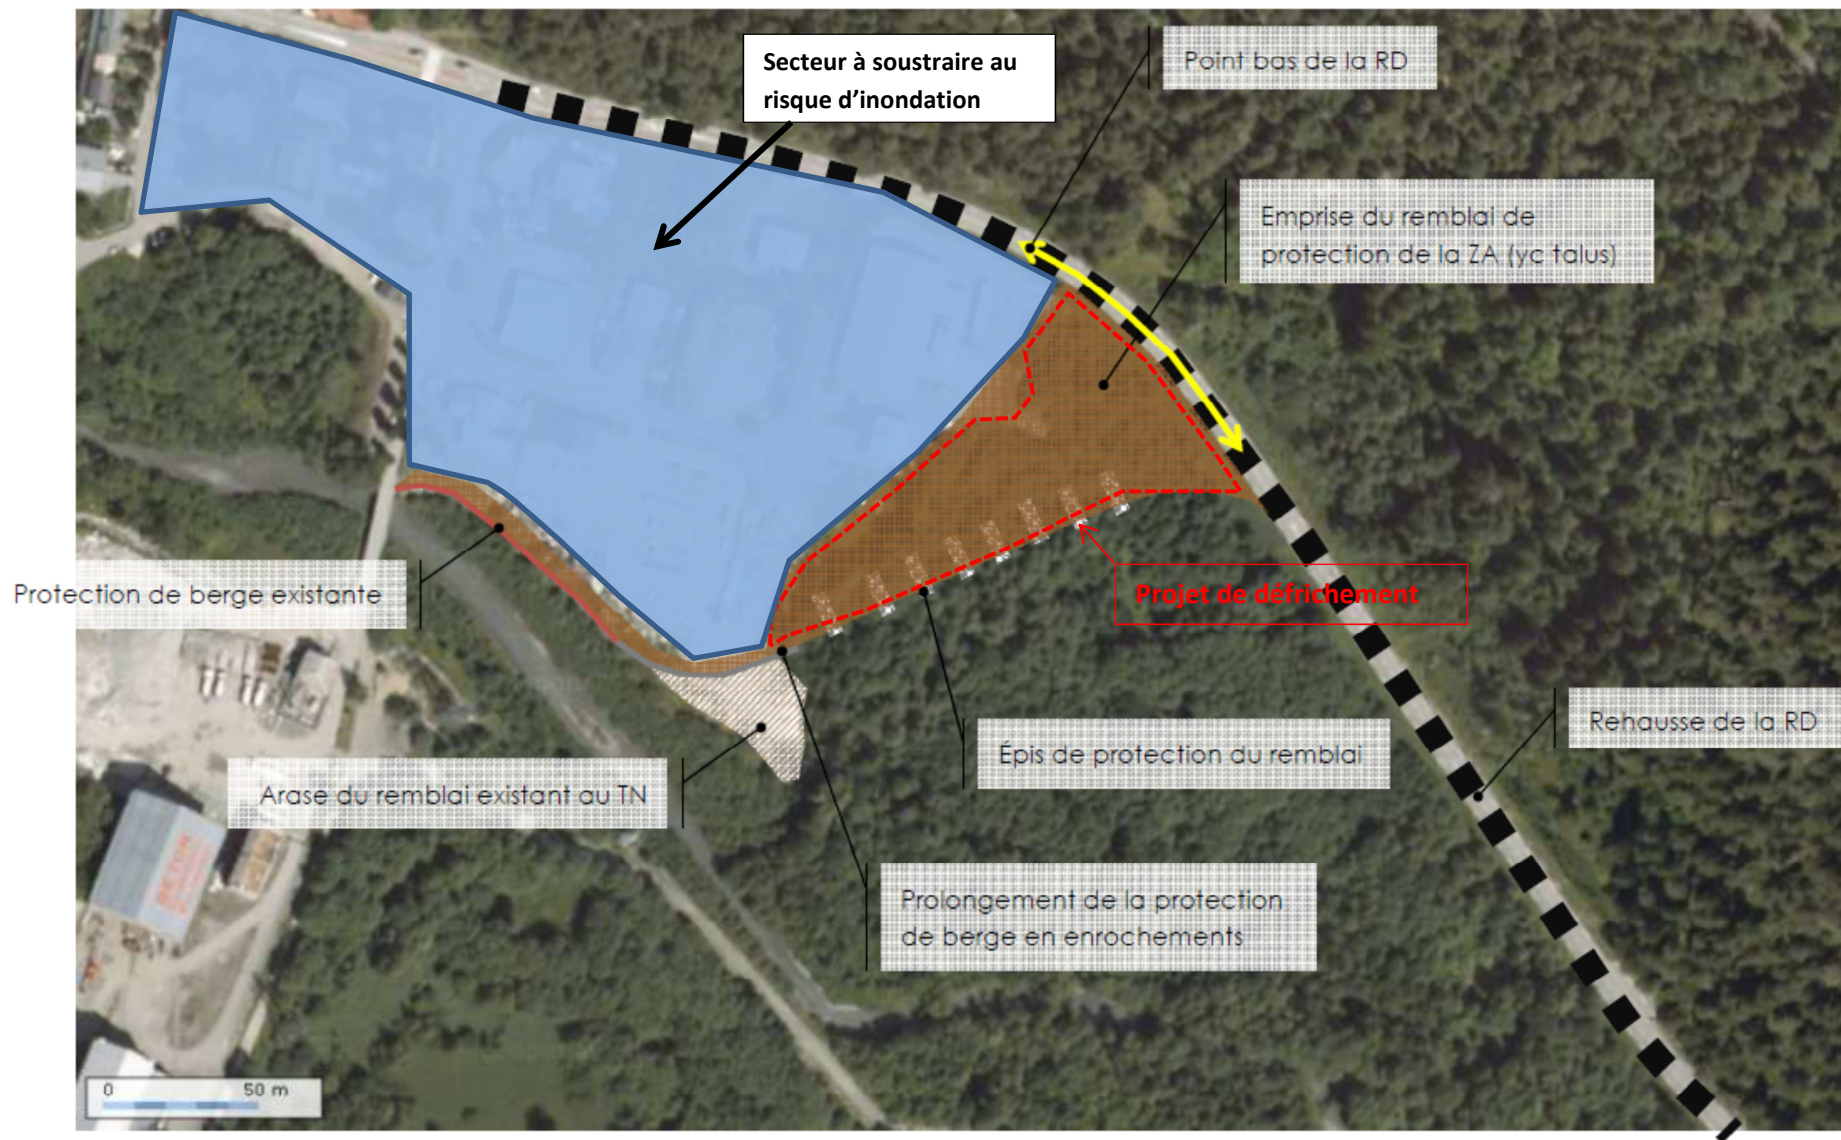 Secteur à soustraire au
risque d'inondation
Point bas de la RD
Emprise du remblai de
protection de la ZA (yc talus)
Projet de défrichement
Protection de berge existante
Rehausse de la RD
Épis de protection du remblai
Arase du remblai existant au TN
Prolongement de la protection
de berge en enrochements
BETON
0 50 m